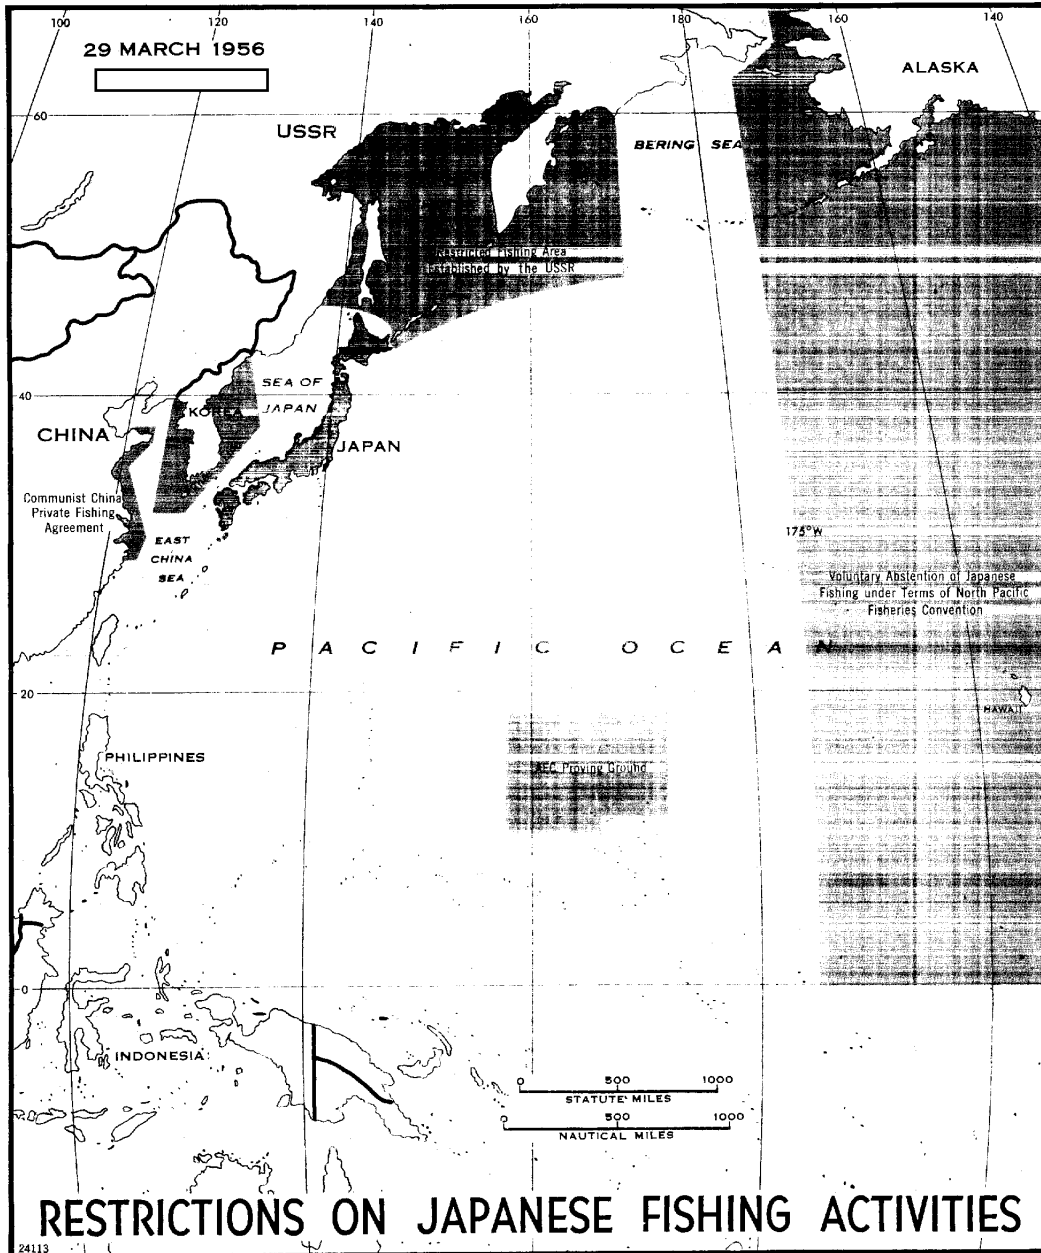 100
120
140
160
180
160
140
29 MARCH 1956
ALASKA
60
USSR
BERING SEA
Restricted Fishing Area
Established by the USSR
SEA OF
JAPAN
40
KOREA
CHINA
JAPAN
Communist China
Private Fishing
Agreement
EAST
CHINA
SEA
175°W
Voluntary Abstention of Japanese
Fishing under Terms of North Pacific
Fisheries Convention
PACIFIC OCEAN
20
HAWAII
PHILIPPINES
AEC Proving Ground
0
INDONESIA
0 500 1000
STATUTE MILES
0 500 1000
NAUTICAL MILES
RESTRICTIONS ON JAPANESE FISHING ACTIVITIES
24113